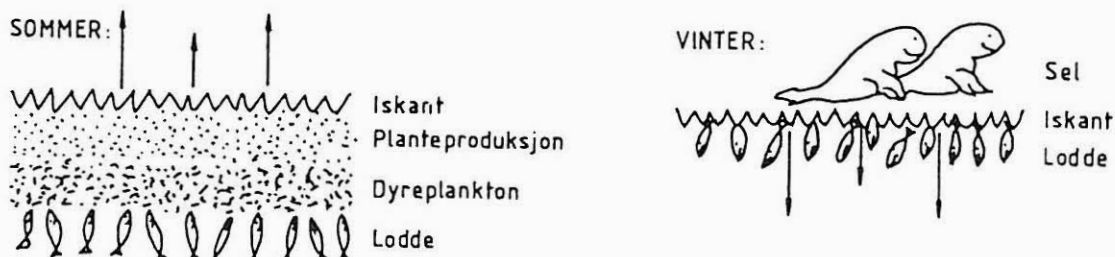 SOMMER:
Iskant
Planteproduksjon
Dyreplankton
Lodde
VINTER:
Sel
Iskant
Lodde